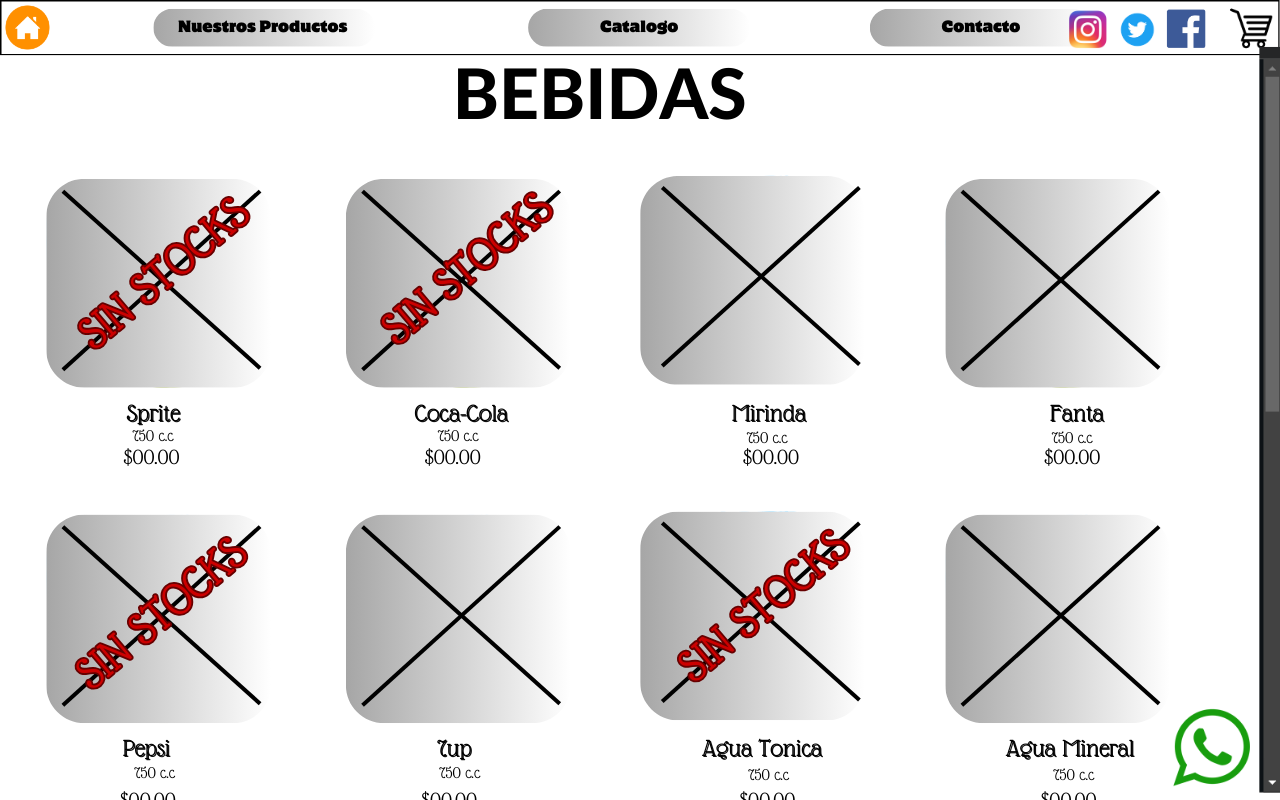 Nuestros Productos
Catalogo
Contacto
BEBIDAS
SIN STOCKS
SIN STOCKS
Sprite
750 c.c
$00.00
Coca-Cola
750 c.c
$00.00
Mirinda
750 c.c
$00.00
Fanta
750 c.c
$00.00
SIN STOCKS
SIN STOCKS
Pepsi
750 c.c
$00.00
7up
750 c.c
$00.00
Agua Tonica
750 c.c
$00.00
Agua Mineral
750 c.c
$00.00